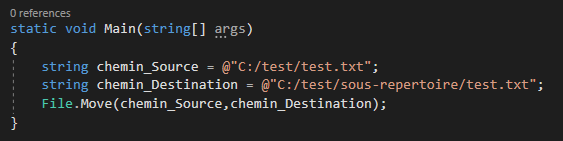 0 references
static void Main(string[] args)
{
string chemin_Source = @"C:/test/test.txt";
string chemin_Destination = @"C:/test/sous-repertoire/test.txt";
File.Move(chemin_Source,chemin_Destination);
}